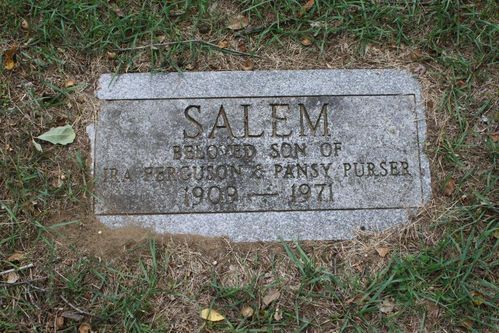 SALEM
BELOVED SON OF
IRA FERGUSON & PANSY PURSER
1909 — 1971